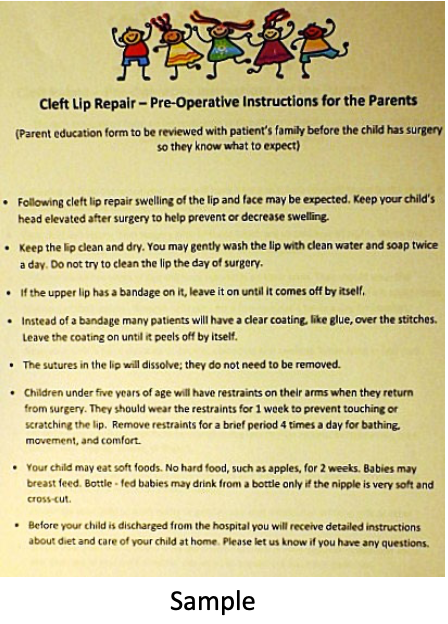 Cleft Lip Repair – Pre-Operative Instructions for the Parents
(Parent education form to be reviewed with patient's family before the child has surgery
so they know what to expect)
• Following cleft lip repair swelling of the lip and face may be expected. Keep your child's
head elevated after surgery to help prevent or decrease swelling.
• Keep the lip clean and dry. You may gently wash the lip with clean water and soap twice
a day. Do not try to clean the lip the day of surgery.
• If the upper lip has a bandage on it, leave it on until it comes off by itself.
• Instead of a bandage many patients will have a clear coating, like glue, over the stitches.
Leave the coating on until it peels off by itself.
• The sutures in the lip will dissolve; they do not need to be removed.
• Children under five years of age will have restraints on their arms when they return
from surgery. They should wear the restraints for 1 week to prevent touching or
scratching the lip. Remove restraints for a brief period 4 times a day for bathing,
movement, and comfort.
• Your child may eat soft foods. No hard food, such as apples, for 2 weeks. Babies may
breast feed. Bottle - fed babies may drink from a bottle only if the nipple is very soft and
cross-cut.
• Before your child is discharged from the hospital you will receive detailed instructions
about diet and care of your child at home. Please let us know if you have any questions.
Sample